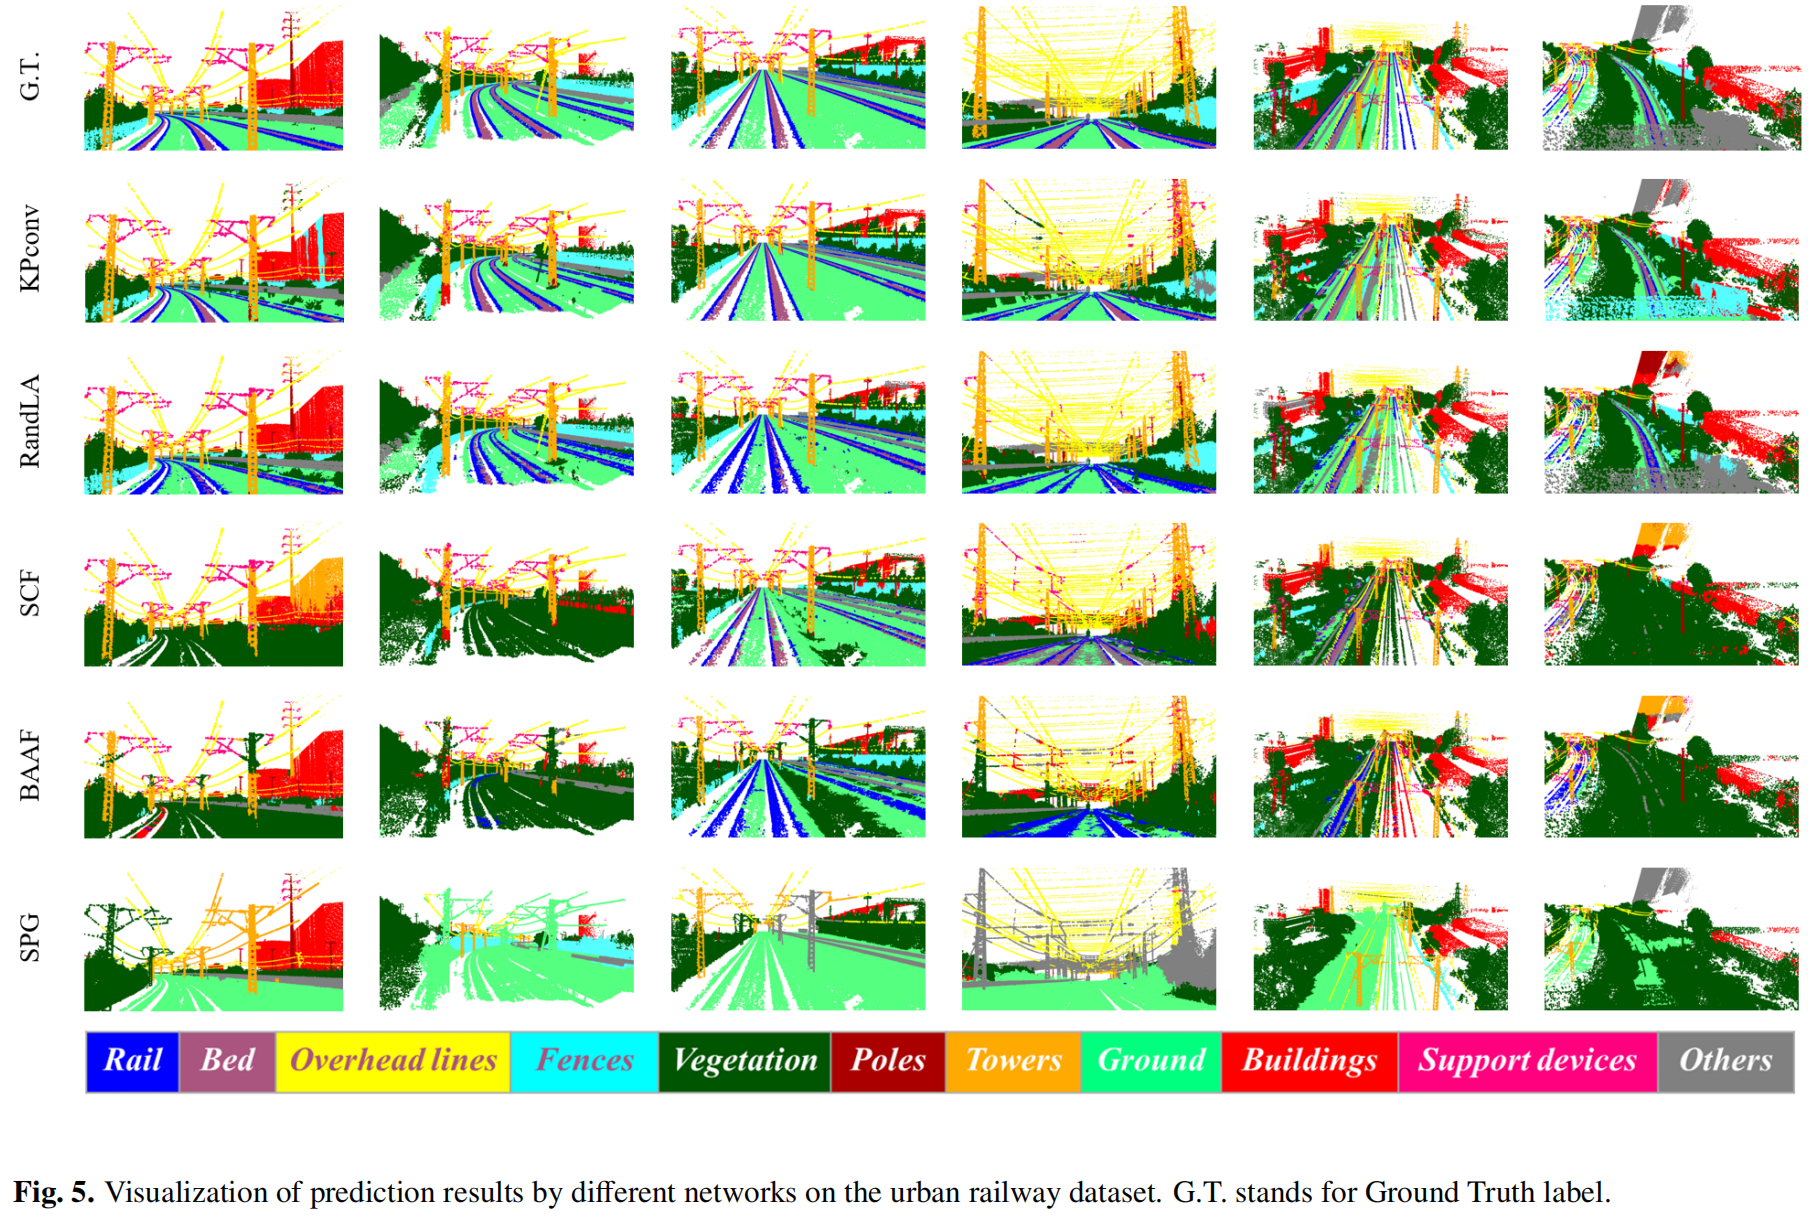 G.T.
KPconv
RandLA
SCF
BAAF
SPG
Rail Bed Overhead lines Fences Vegetation Poles Towers Ground Buildings Support devices Others
Fig. 5. Visualization of prediction results by different networks on the urban railway dataset. G.T. stands for Ground Truth label.